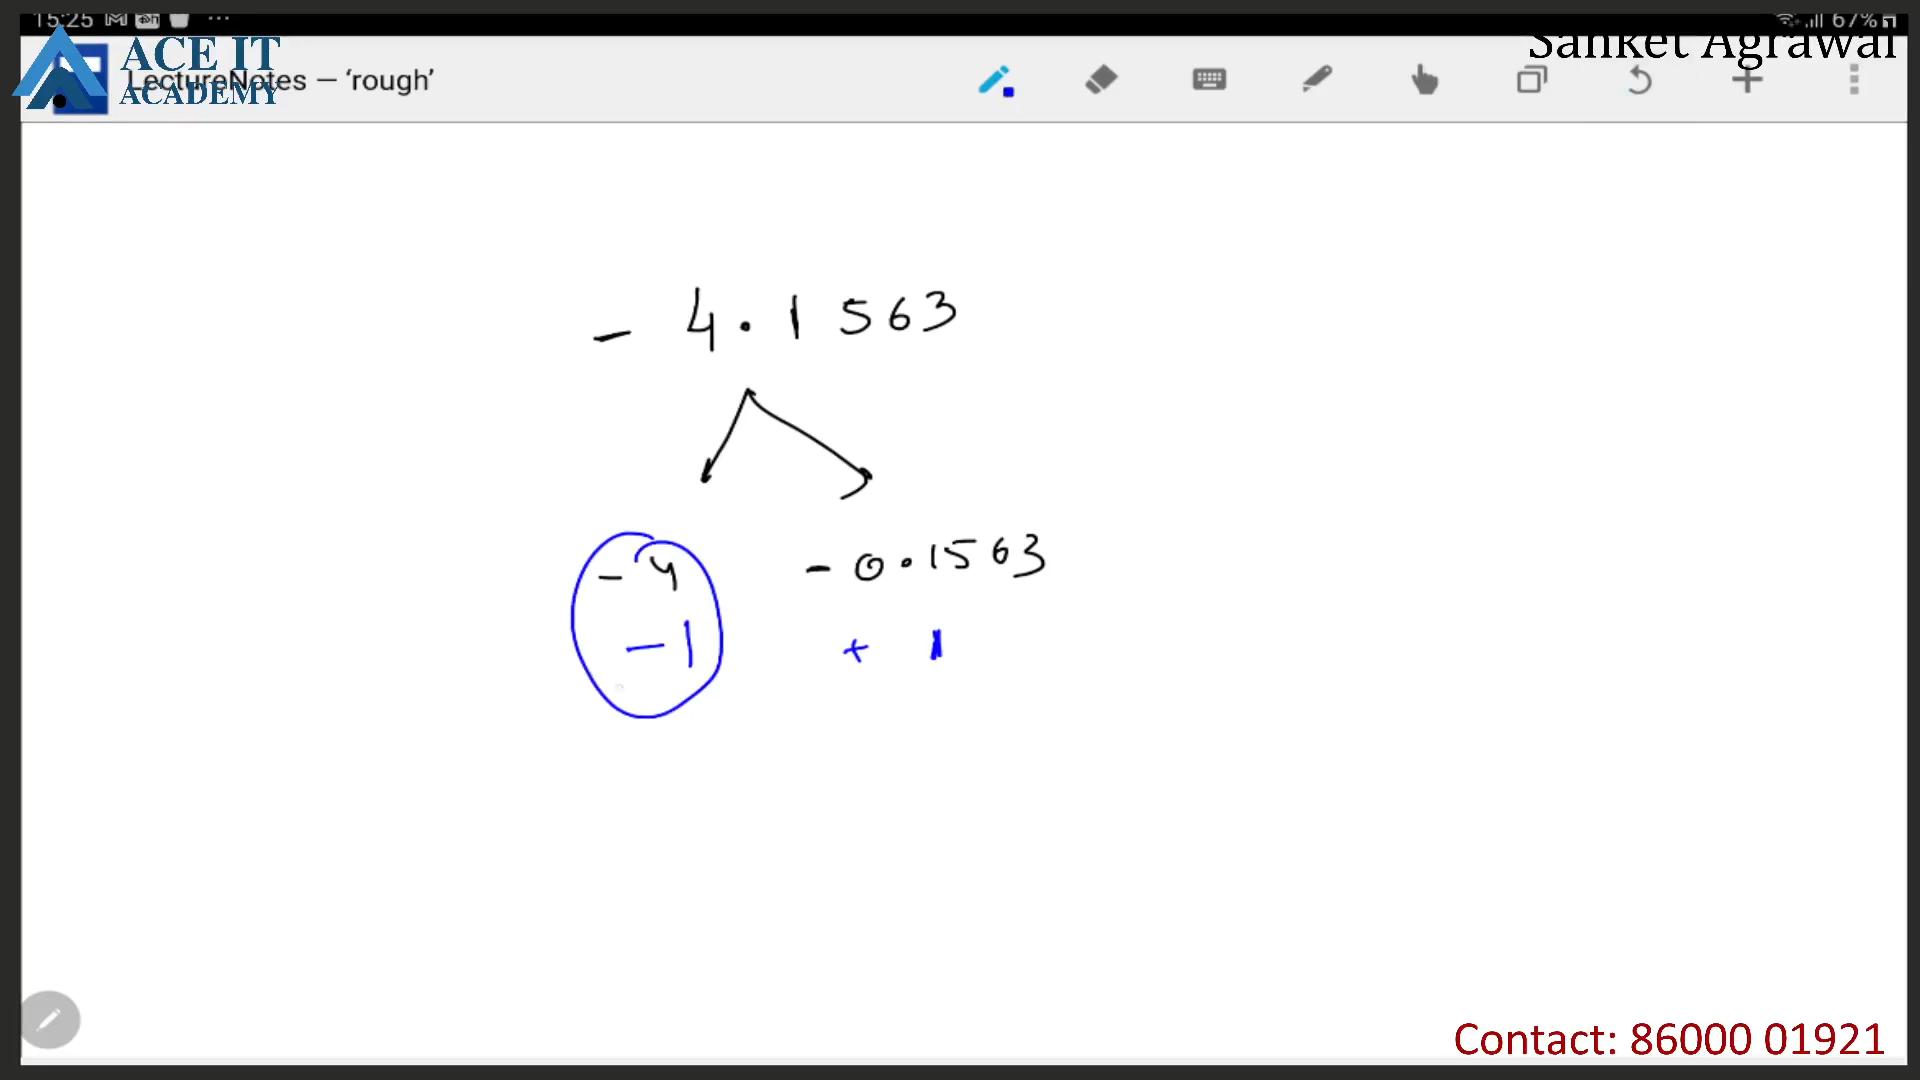 15:25 67%
Sanket Agrawal
ACE IT
ACADEMY
LectureNotes — ‘rough’
- 4.1563
- 4 - 0.1563
- 1 + 1
Contact: 86000 01921